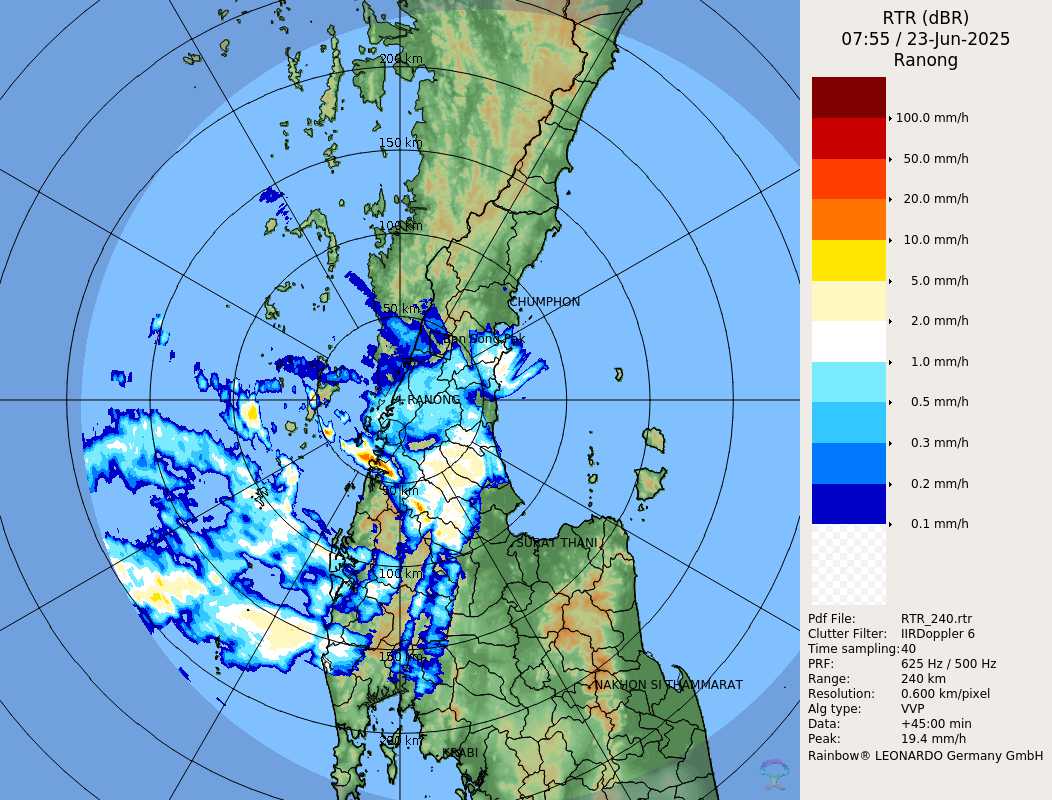 RTR (dBR)
07:55 / 23-Jun-2025
Ranong
100.0 mm/h
50.0 mm/h
20.0 mm/h
10.0 mm/h
5.0 mm/h
2.0 mm/h
1.0 mm/h
0.5 mm/h
0.3 mm/h
0.2 mm/h
0.1 mm/h
Pdf File: RTR_240.rtr
Clutter Filter: IIRDoppler 6
Time sampling: 40
PRF: 625 Hz / 500 Hz
Range: 240 km
Resolution: 0.600 km/pixel
Alg type: VVP
Data: +45:00 min
Peak: 19.4 mm/h
Rainbow® LEONARDO Germany GmbH
200 km
150 km
100 km
50 km
CHUMPHON
RANONG
50 km
SURAT THANI
100 km
150 km
NAKHON SI THAMMARAT
200 km
KRABI